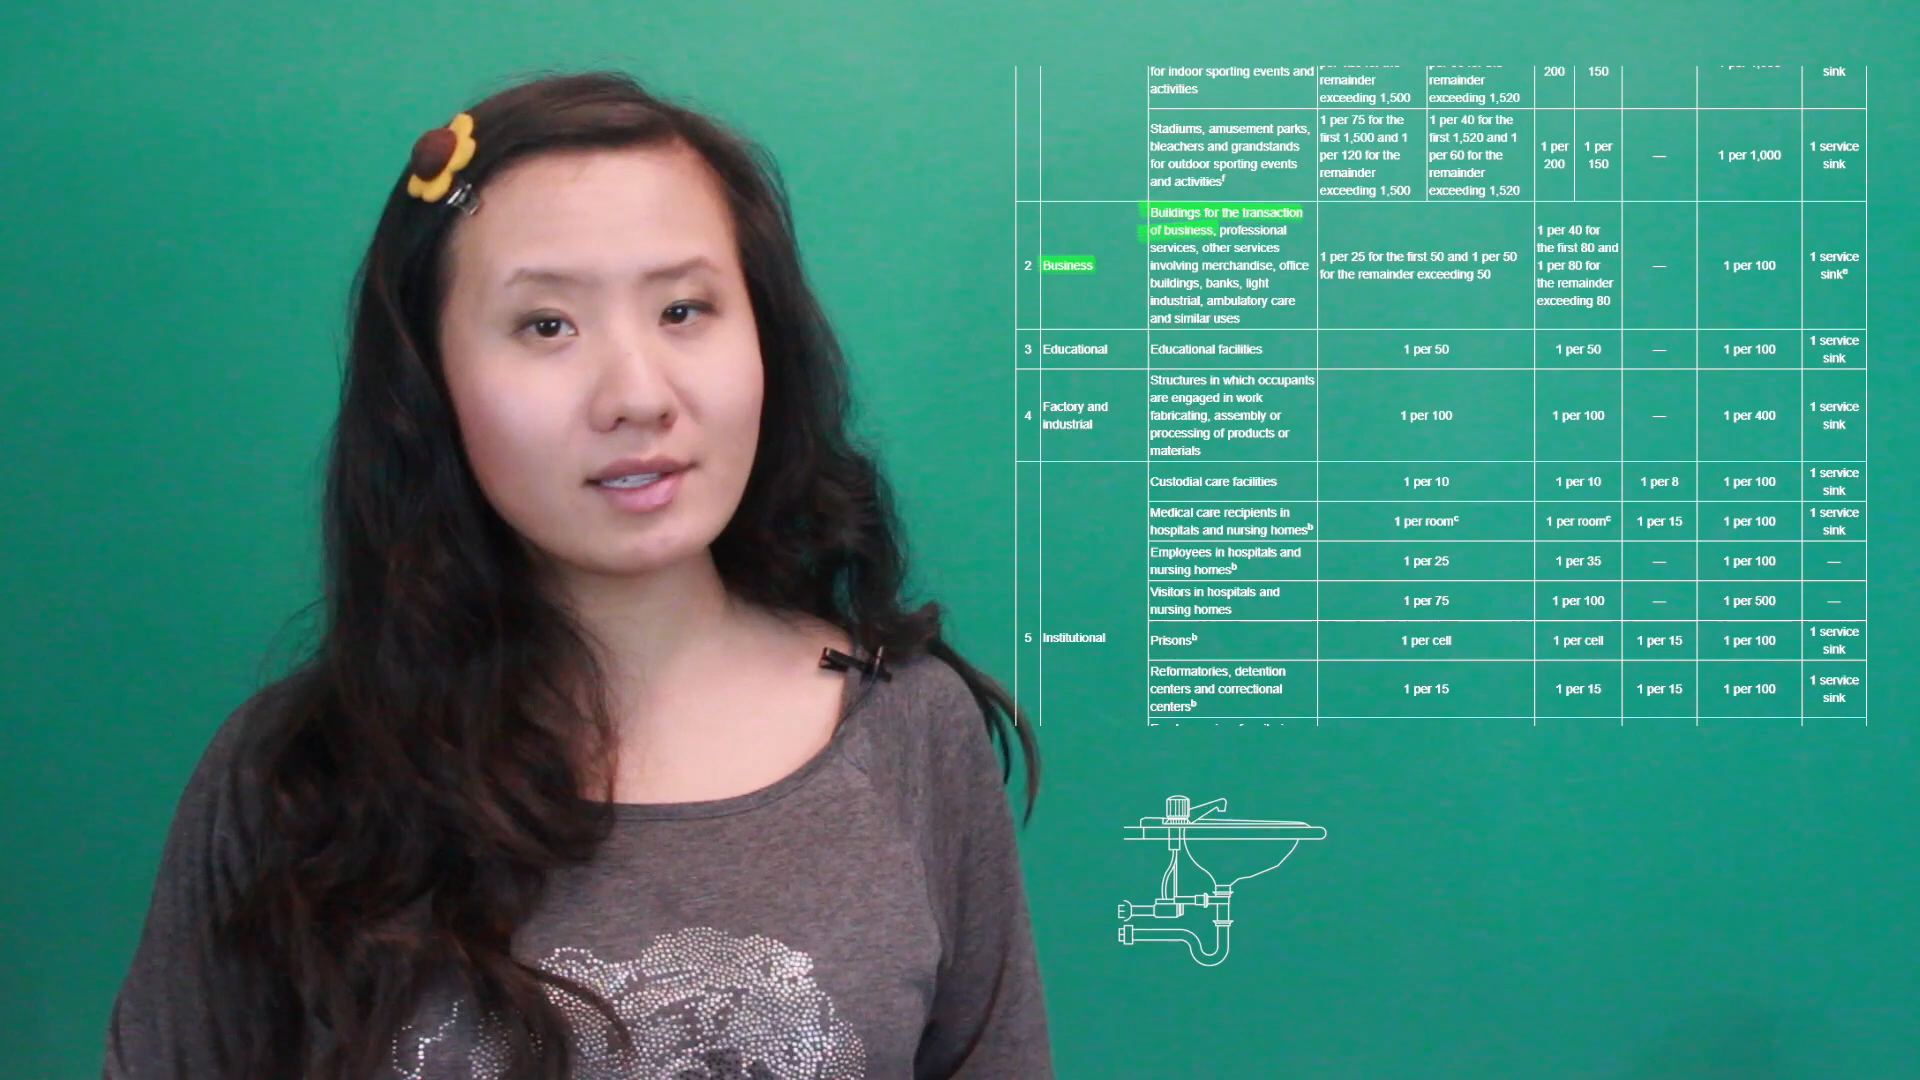 for indoor sporting events and activities
remainder exceeding 1,500
remainder exceeding 1,520
200
150
sink
Stadiums, amusement parks, bleachers and grandstands for outdoor sporting events and activitiesf
1 per 75 for the first 1,500 and 1 per 120 for the remainder exceeding 1,500
1 per 40 for the first 1,520 and 1 per 60 for the remainder exceeding 1,520
1 per 200
1 per 150
—
1 per 1,000
1 service sink
2
Business
Buildings for the transaction of business, professional services, other services involving merchandise, office buildings, banks, light industrial, ambulatory care and similar uses
1 per 25 for the first 50 and 1 per 50 for the remainder exceeding 50
1 per 40 for the first 80 and 1 per 80 for the remainder exceeding 80
—
1 per 100
1 service sinke
3
Educational
Educational facilities
1 per 50
1 per 50
—
1 per 100
1 service sink
4
Factory and industrial
Structures in which occupants are engaged in work fabricating, assembly or processing of products or materials
1 per 100
1 per 100
—
1 per 400
1 service sink
5
Institutional
Custodial care facilities
1 per 10
1 per 10
1 per 8
1 per 100
1 service sink
Medical care recipients in hospitals and nursing homesb
1 per roomc
1 per roomc
1 per 15
1 per 100
1 service sink
Employees in hospitals and nursing homesb
1 per 25
1 per 35
—
1 per 100
—
Visitors in hospitals and nursing homes
1 per 75
1 per 100
—
1 per 500
—
Prisonsb
1 per cell
1 per cell
1 per 15
1 per 100
1 service sink
Reformatories, detention centers and correctional centersb
1 per 15
1 per 15
1 per 15
1 per 100
1 service sink